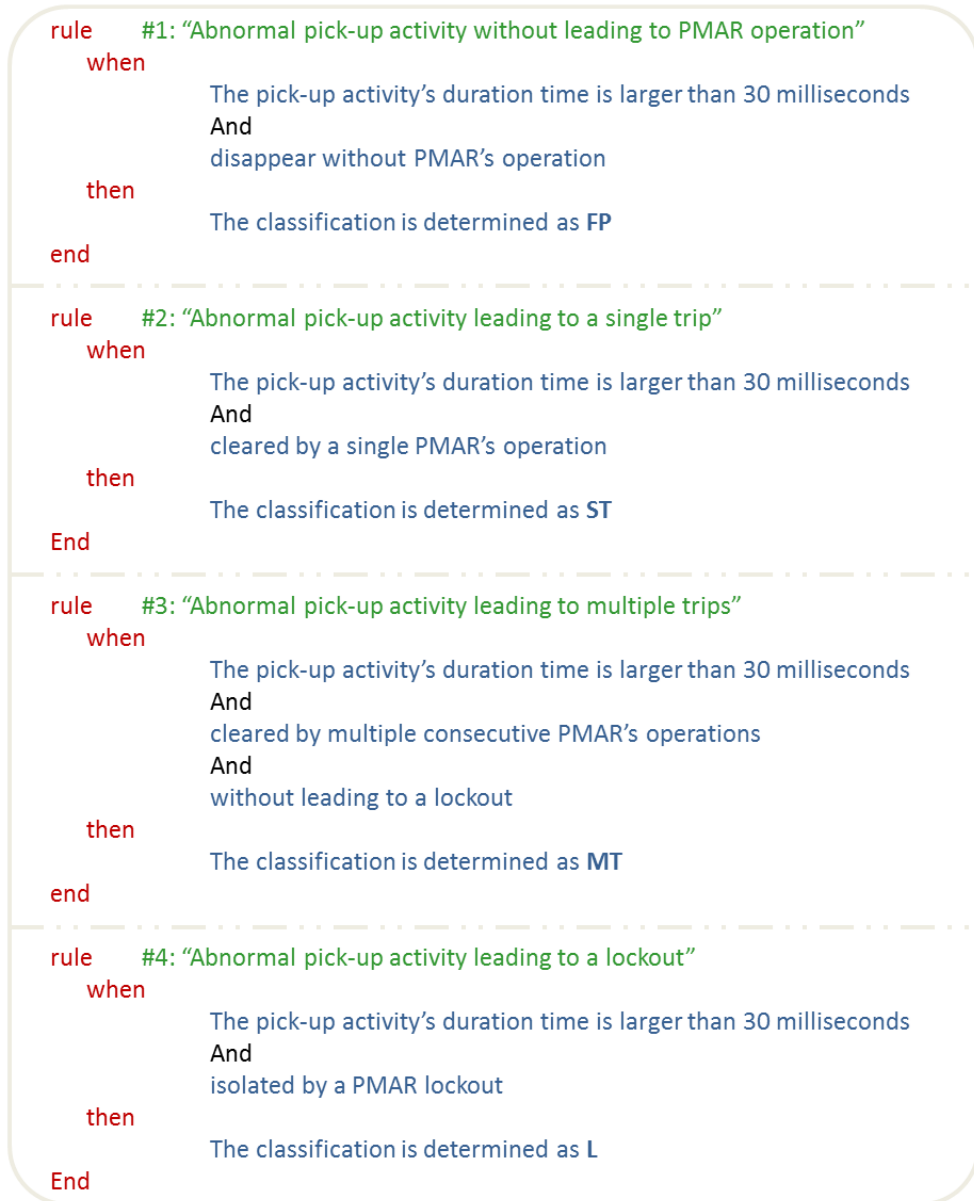 rule #1: “Abnormal pick-up activity without leading to PMAR operation”
when
The pick-up activity’s duration time is larger than 30 milliseconds
And
disappear without PMAR’s operation
then
The classification is determined as FP
end
rule #2: “Abnormal pick-up activity leading to a single trip”
when
The pick-up activity’s duration time is larger than 30 milliseconds
And
cleared by a single PMAR’s operation
then
The classification is determined as ST
End
rule #3: “Abnormal pick-up activity leading to multiple trips”
when
The pick-up activity’s duration time is larger than 30 milliseconds
And
cleared by multiple consecutive PMAR’s operations
And
without leading to a lockout
then
The classification is determined as MT
end
rule #4: “Abnormal pick-up activity leading to a lockout”
when
The pick-up activity’s duration time is larger than 30 milliseconds
And
isolated by a PMAR lockout
then
The classification is determined as L
End